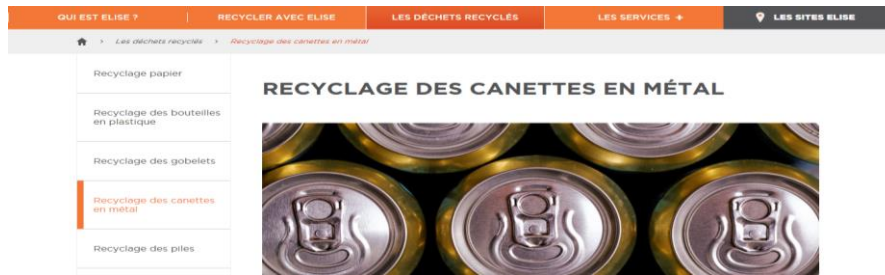 QUI EST ELISE ?
RECYCLER AVEC ELISE
LES DÉCHETS RECYCLÉS
LES SERVICES +
LES SITES ELISE
> Les déchets recyclés > Recyclage des canettes en métal
Recyclage papier
Recyclage des bouteilles
en plastique
Recyclage des gobelets
Recyclage des canettes
en métal
Recyclage des piles
RECYCLAGE DES CANETTES EN MÉTAL